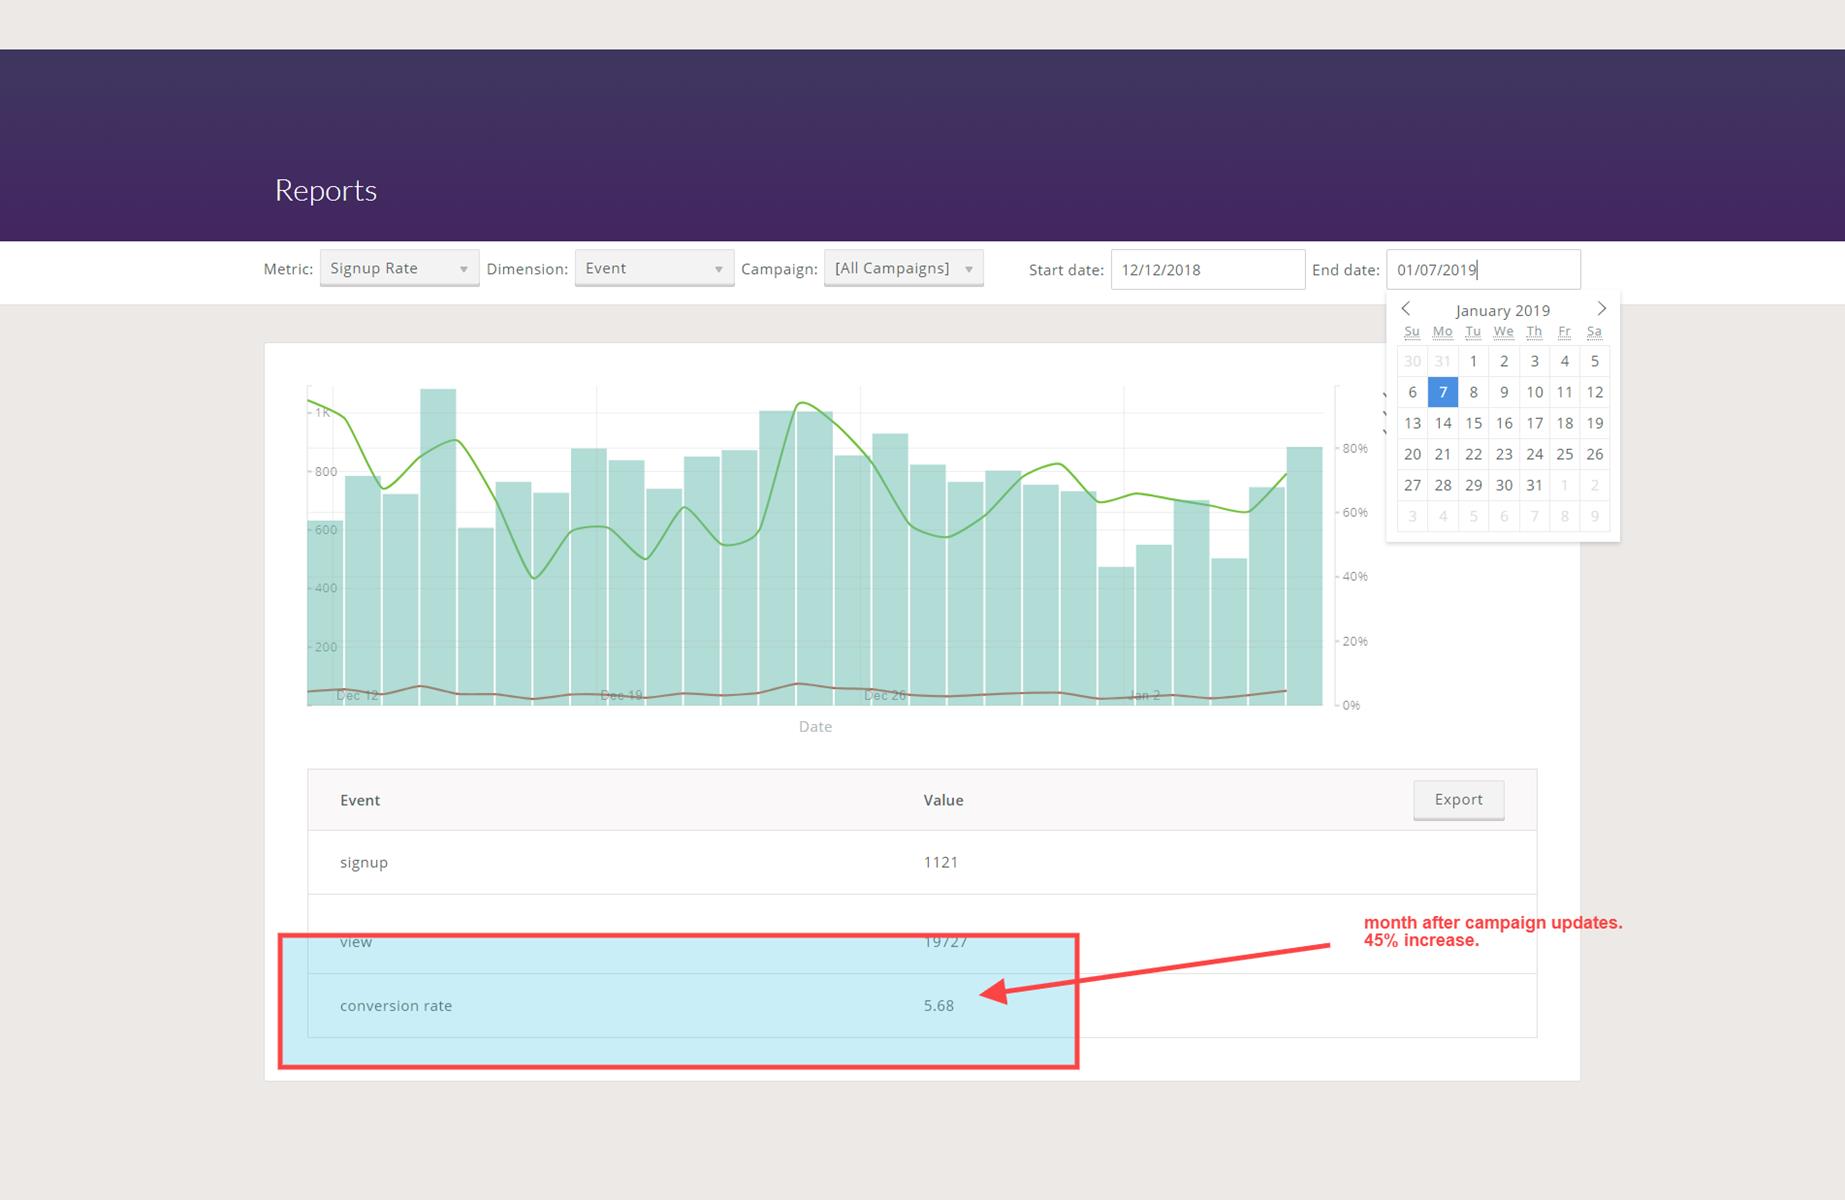 Reports
Metric: Signup Rate Dimension: Event Campaign: [All Campaigns] Start date: 12/12/2018 End date: 01/07/2019
January 2019
Su Mo Tu We Th Fr Sa
30 31 1 2 3 4 5
6 7 8 9 10 11 12
13 14 15 16 17 18 19
20 21 22 23 24 25 26
27 28 29 30 31 1 2
3 4 5 6 7 8 9
1K
800
600
400
200
80%
60%
40%
20%
0%
Dec 12 Dec 19 Dec 26 Jan 2
Date
Event Value Export
signup 1121
view 19727
conversion rate 5.68
month after campaign updates.
45% increase.